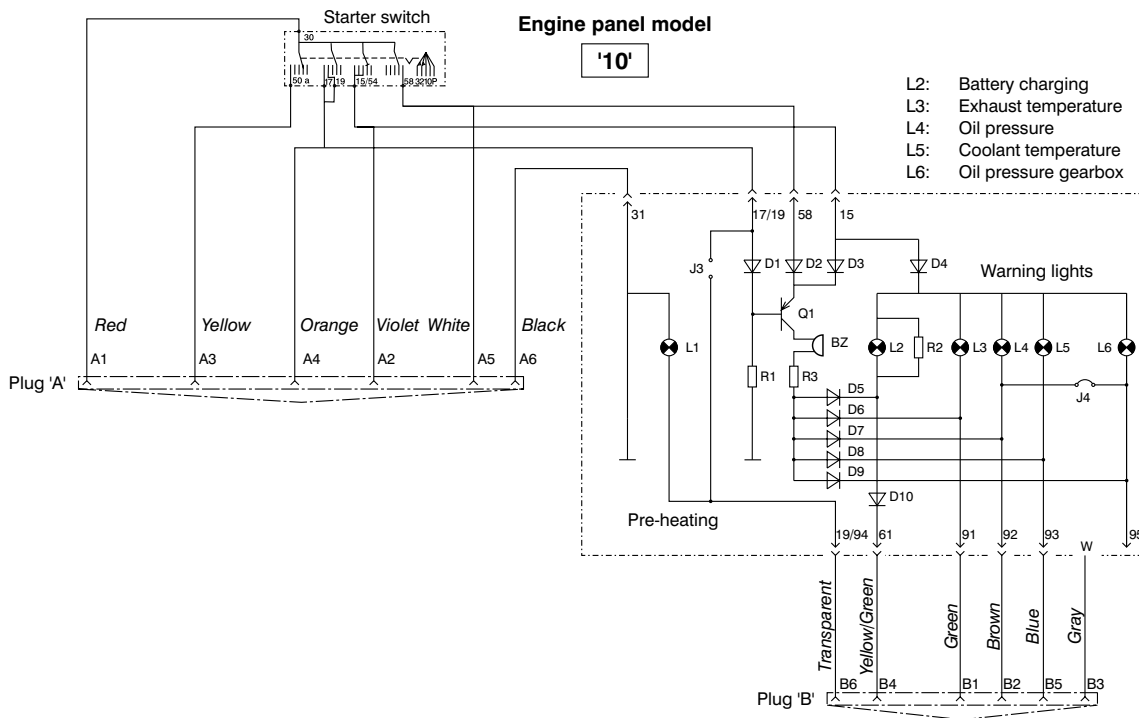 Starter switch
Engine panel model
'10'
30
50 a
17/19
15/54
58
3210P
L2: Battery charging
L3: Exhaust temperature
L4: Oil pressure
L5: Coolant temperature
L6: Oil pressure gearbox
31
17/19
58
15
J3
D1
D2
D3
D4
Warning lights
Q1
Red
Yellow
Orange
Violet
White
Black
L1
BZ
L2
R2
L3
L4
L5
L6
A1
A3
A4
A2
A5
A6
Plug 'A'
R1
R3
D5
J4
D6
D7
D8
D9
D10
Pre-heating
19/94
61
91
92
93
W
95
Transparent
Yellow/Green
Green
Brown
Blue
Gray
Plug 'B'
B6
B4
B1
B2
B5
B3